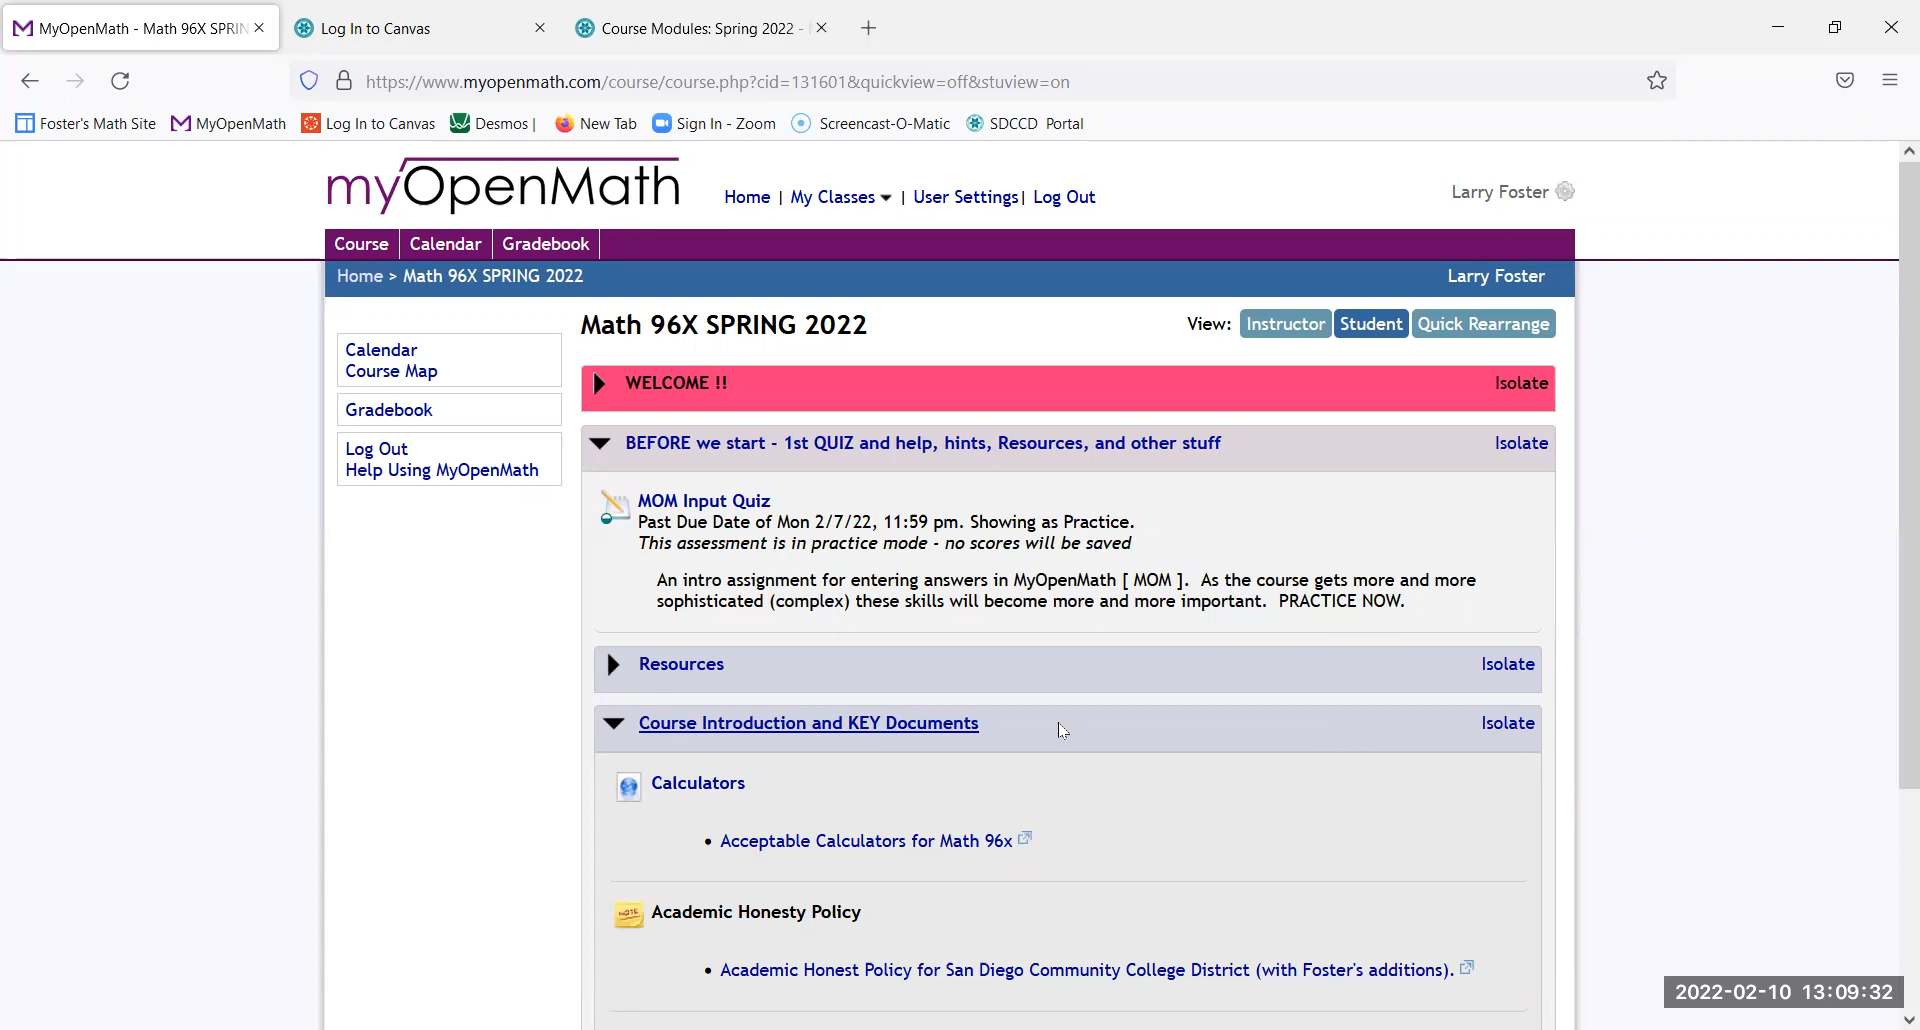 MyOpenMath - Math 96X SPRIN
Log In to Canvas
Course Modules: Spring 2022 -
https://www.myopenmath.com/course/course.php?cid=131601&quickview=off&stuview=on
Foster's Math Site
MyOpenMath
Log In to Canvas
Desmos |
New Tab
Sign In - Zoom
Screencast-O-Matic
SDCCD Portal
myOpenMath
Home | My Classes | User Settings | Log Out
Larry Foster
Course
Calendar
Gradebook
Home > Math 96X SPRING 2022
Larry Foster
Calendar
Course Map
Gradebook
Log Out
Help Using MyOpenMath
Math 96X SPRING 2022
View: Instructor Student Quick Rearrange
WELCOME !!
Isolate
BEFORE we start - 1st QUIZ and help, hints, Resources, and other stuff
Isolate
MOM Input Quiz
Past Due Date of Mon 2/7/22, 11:59 pm. Showing as Practice.
This assessment is in practice mode - no scores will be saved
An intro assignment for entering answers in MyOpenMath [ MOM ]. As the course gets more and more
sophisticated (complex) these skills will become more and more important. PRACTICE NOW.
Resources
Isolate
Course Introduction and KEY Documents
Isolate
Calculators
• Acceptable Calculators for Math 96x
NOTE
Academic Honesty Policy
• Academic Honest Policy for San Diego Community College District (with Foster's additions).
2022-02-10 13:09:32